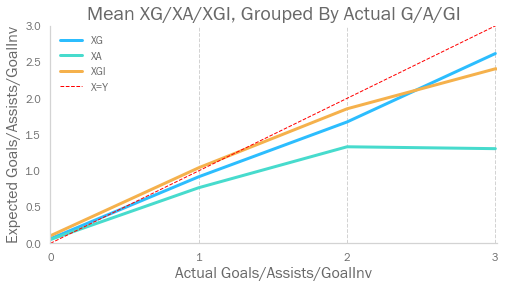 Mean XG/XA/XGI, Grouped By Actual G/A/GI
Expected Goals/Assists/GoalInv
3.0
2.5
2.0
1.5
1.0
0.5
0.0
XG
XA
XGI
X=Y
0
1
2
3
Actual Goals/Assists/GoalInv